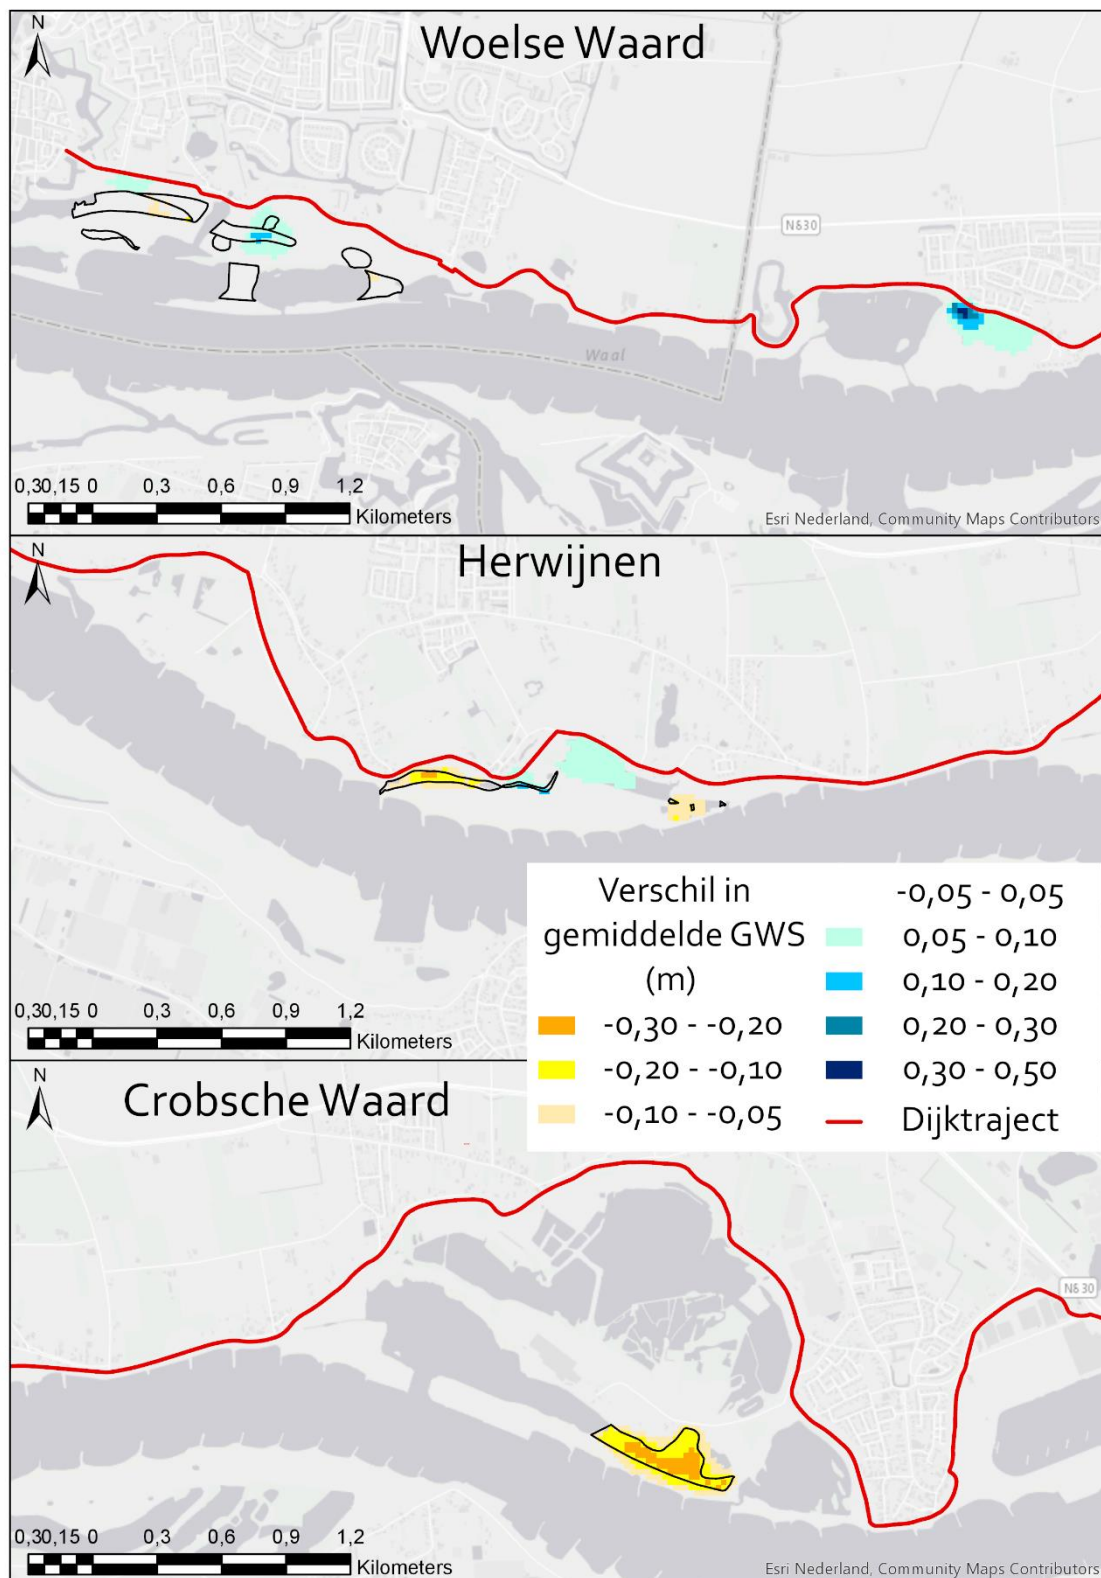 N
Woelse Waard
N630
Waal
0,30,15 0 0,3 0,6 0,9 1,2
Kilometers
Esri Nederland, Community Maps Contributors
N
Herwijnen
0,30,15 0 0,3 0,6 0,9 1,2
Kilometers
Verschil in
gemiddelde GWS
(m)
-0,30 - -0,20
-0,20 - -0,10
-0,10 - -0,05
-0,05 - 0,05
0,05 - 0,10
0,10 - 0,20
0,20 - 0,30
0,30 - 0,50
Dijktraject
N
Crobsche Waard
N830
0,30,15 0 0,3 0,6 0,9 1,2
Kilometers
Esri Nederland, Community Maps Contributors